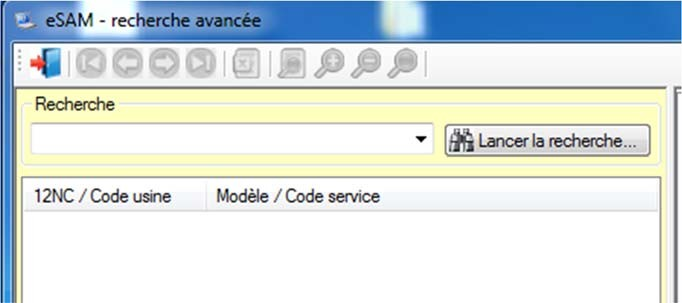 eSAM - recherche avancée
Recherche
Lancer la recherche...
12NC / Code usine Modèle / Code service